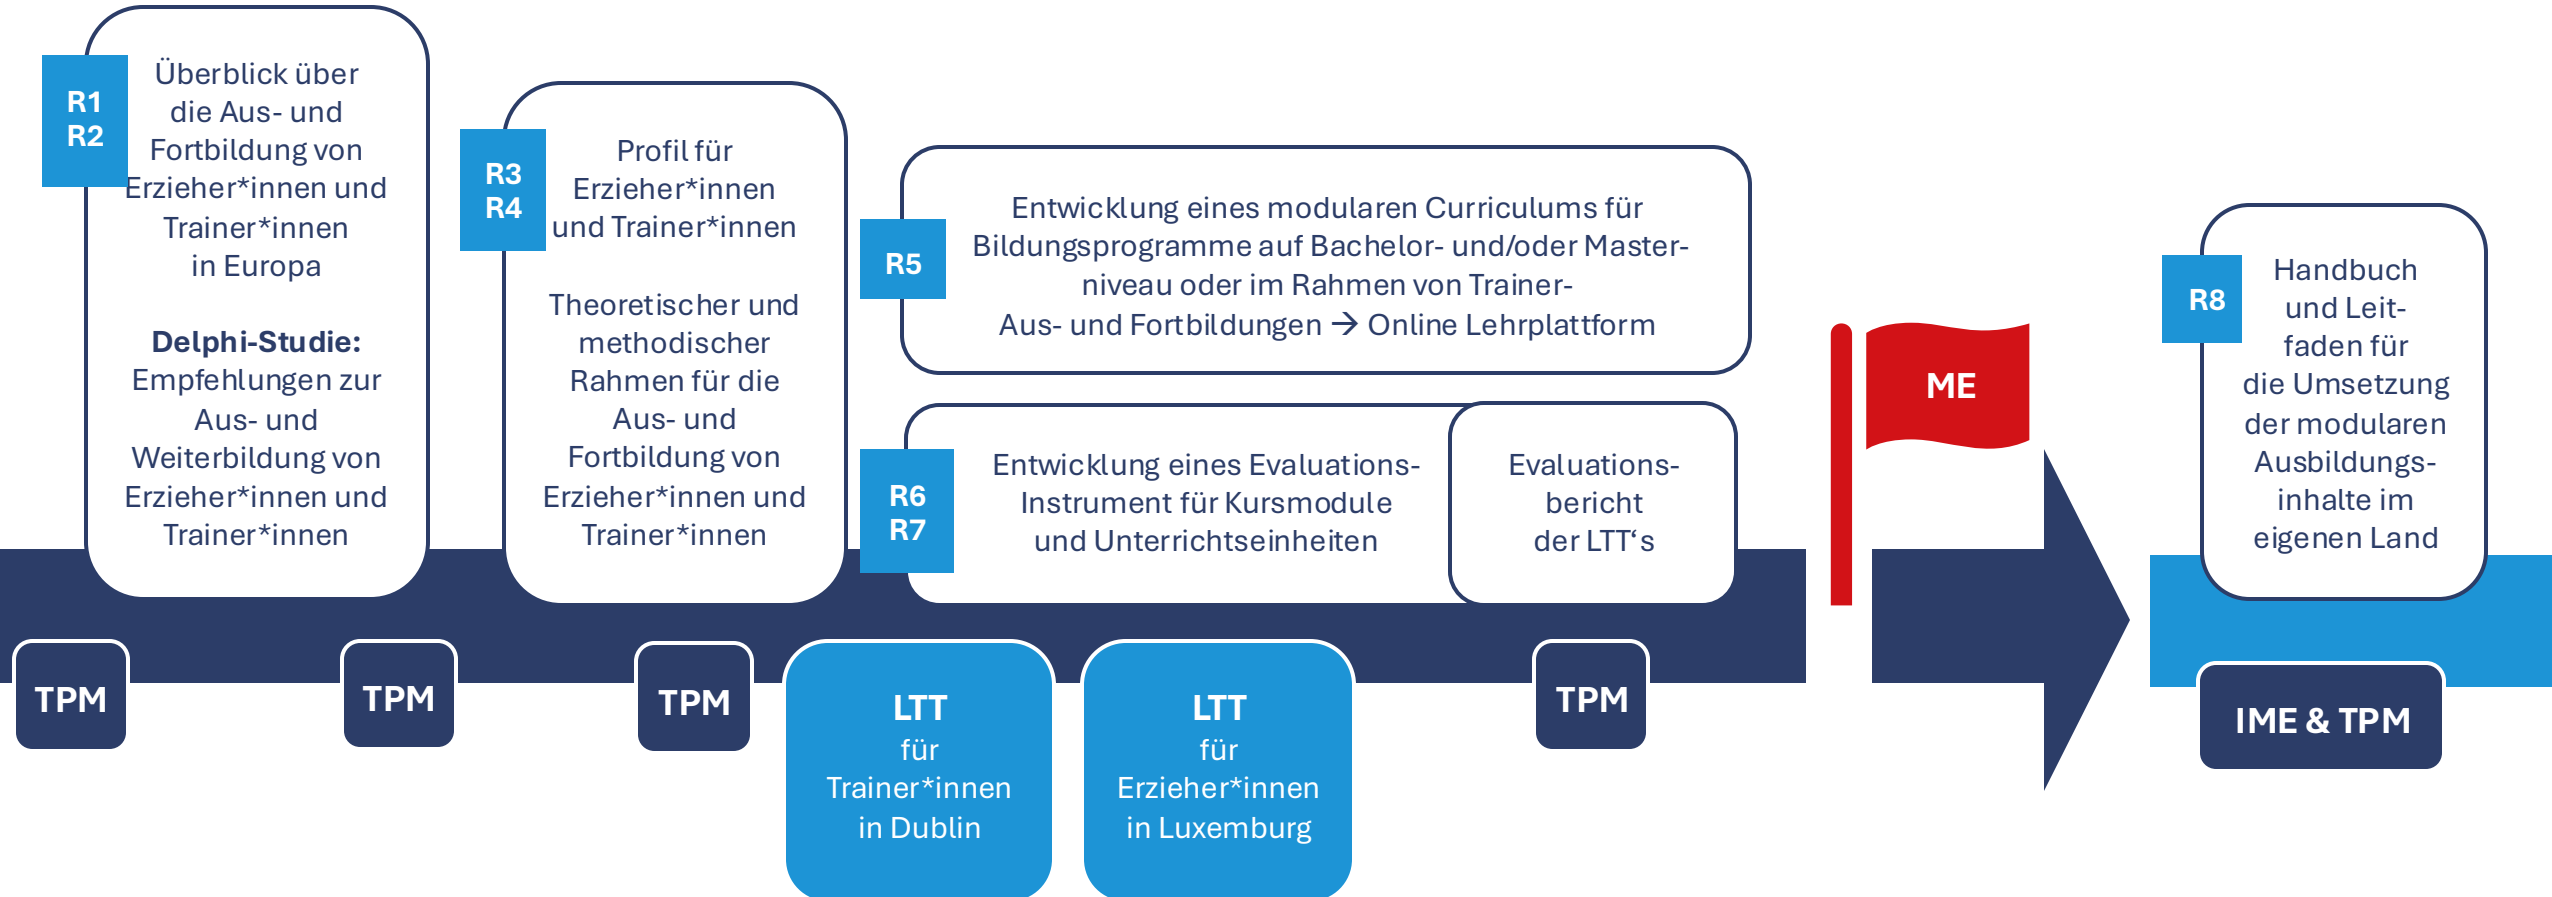 R1
R2
Überblick über
die Aus- und
Fortbildung von
Erzieher*innen und
Trainer*innen
in Europa
Delphi-Studie:
Empfehlungen zur
Aus- und
Weiterbildung von
Erzieher*innen und
Trainer*innen
R3
R4
Profil für
Erzieher*innen
und Trainer*innen
Theoretischer und
methodischer
Rahmen für die
Aus- und
Fortbildung von
Erzieher*innen und
Trainer*innen
R5
Entwicklung eines modularen Curriculums für
Bildungsprogramme auf Bachelor- und/oder Master-
niveau oder im Rahmen von Trainer-
Aus- und Fortbildungen → Online Lehrplattform
R6
R7
Entwicklung eines Evaluations-
Instrument für Kursmodule
und Unterrichtseinheiten
Evaluations-
bericht
der LTT‘s
ME
R8
Handbuch
und Leit-
faden für
die Umsetzung
der modularen
Ausbildungs-
inhalte im
eigenen Land
TPM
TPM
TPM
LTT
für
Trainer*innen
in Dublin
LTT
für
Erzieher*innen
in Luxemburg
TPM
IME & TPM